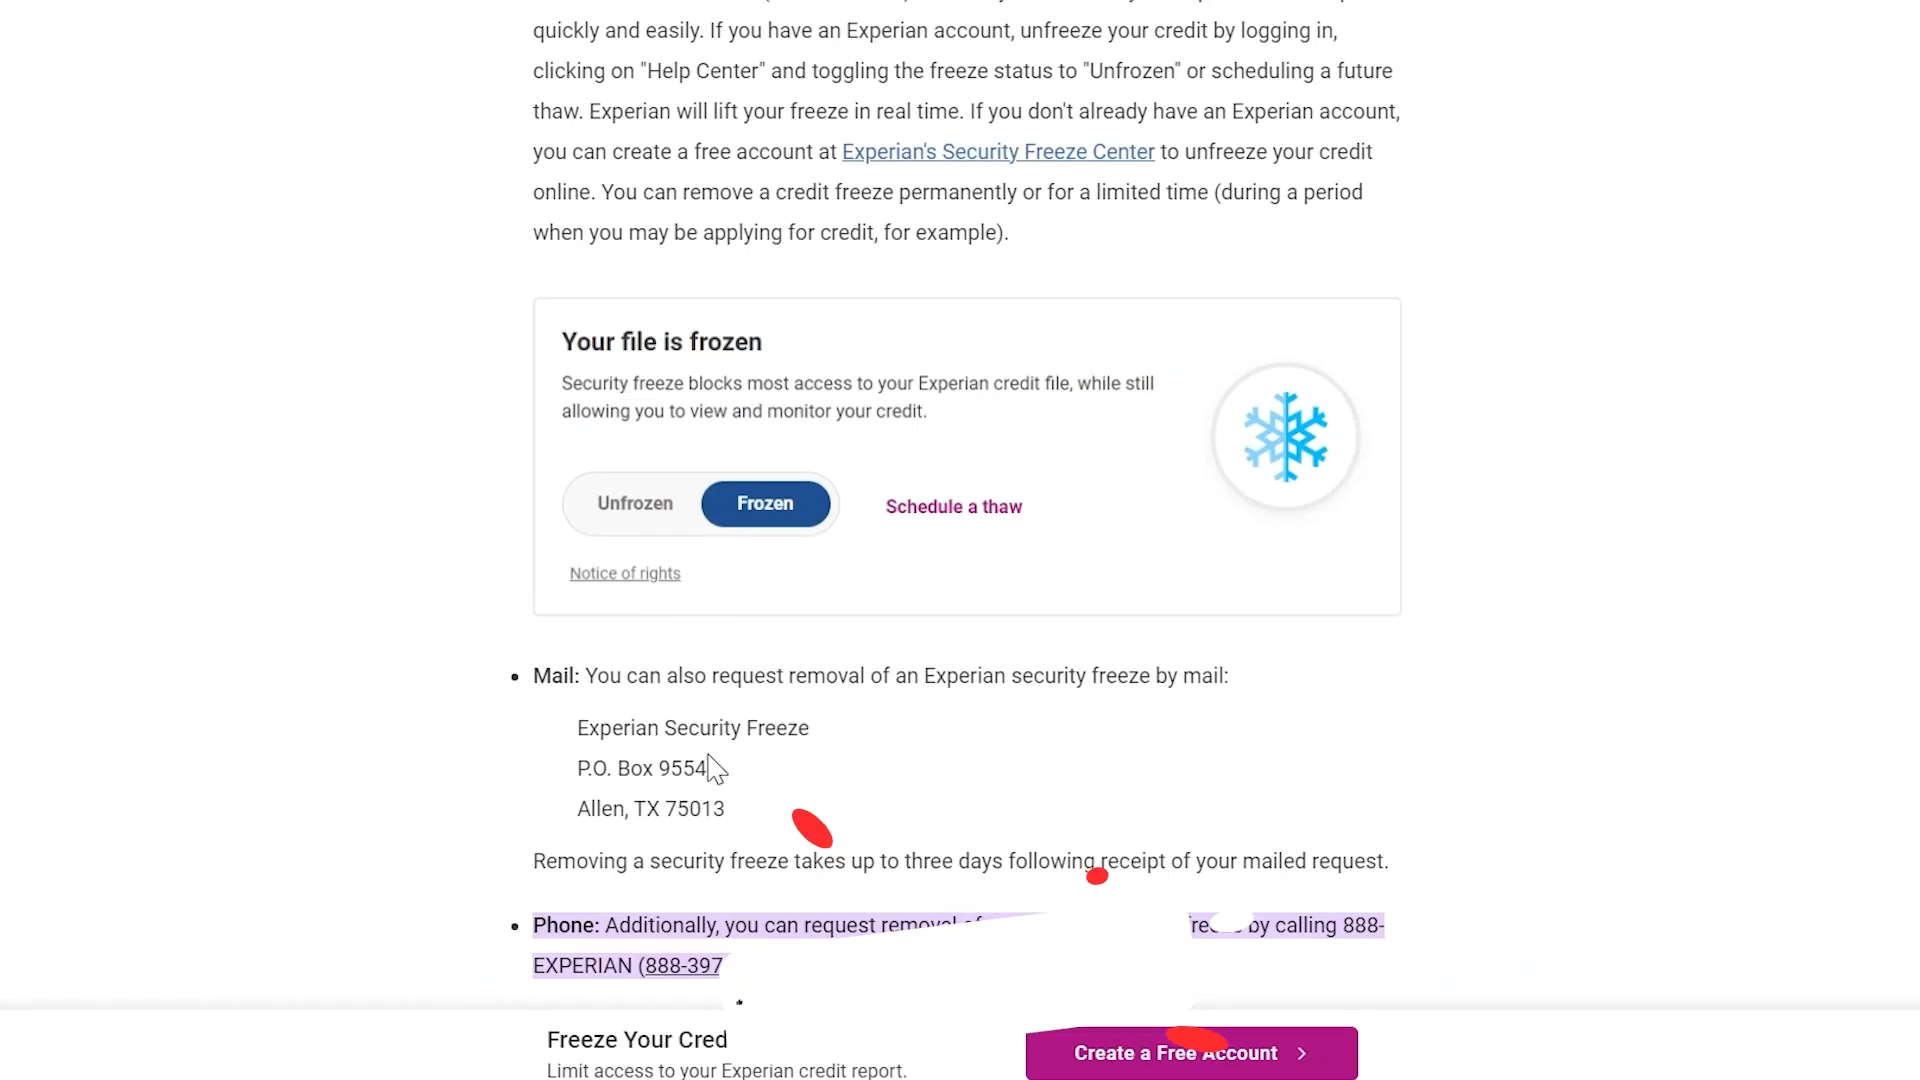 quickly and easily. If you have an Experian account, unfreeze your credit by logging in,
clicking on "Help Center" and toggling the freeze status to "Unfrozen" or scheduling a future
thaw. Experian will lift your freeze in real time. If you don't already have an Experian account,
you can create a free account at Experian's Security Freeze Center to unfreeze your credit
online. You can remove a credit freeze permanently or for a limited time (during a period
when you may be applying for credit, for example).
Your file is frozen
Security freeze blocks most access to your Experian credit file, while still
allowing you to view and monitor your credit.
Unfrozen Frozen Schedule a thaw
Notice of rights
• Mail: You can also request removal of an Experian security freeze by mail:
Experian Security Freeze
P.O. Box 9554
Allen, TX 75013
Removing a security freeze takes up to three days following receipt of your mailed request.
• Phone: Additionally, you can request removal by calling 888-
EXPERIAN (888-397
Freeze Your Cred
Limit access to your Experian credit report.
Create a Free Account